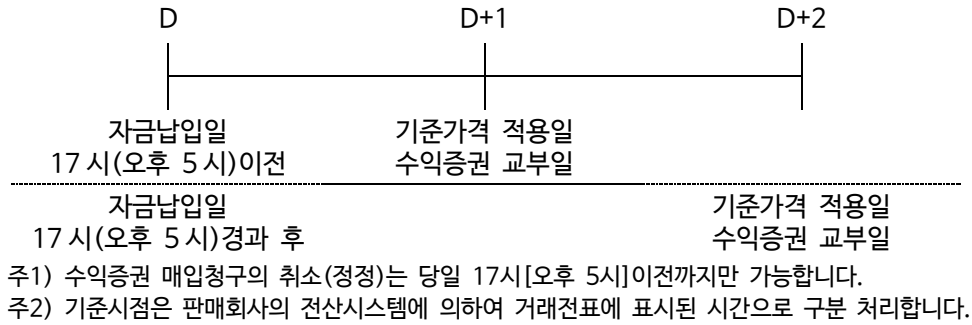 D D+1 D+2
자금납입일 기준가격 적용일
17 시(오후 5 시)이전 수익증권 교부일
자금납입일 기준가격 적용일
17 시(오후 5 시)경과 후 수익증권 교부일
주1) 수익증권 매입청구의 취소(정정)는 당일 17시[오후 5시]이전까지만 가능합니다.
주2) 기준시점은 판매회사의 전산시스템에 의하여 거래전표에 표시된 시간으로 구분 처리합니다.